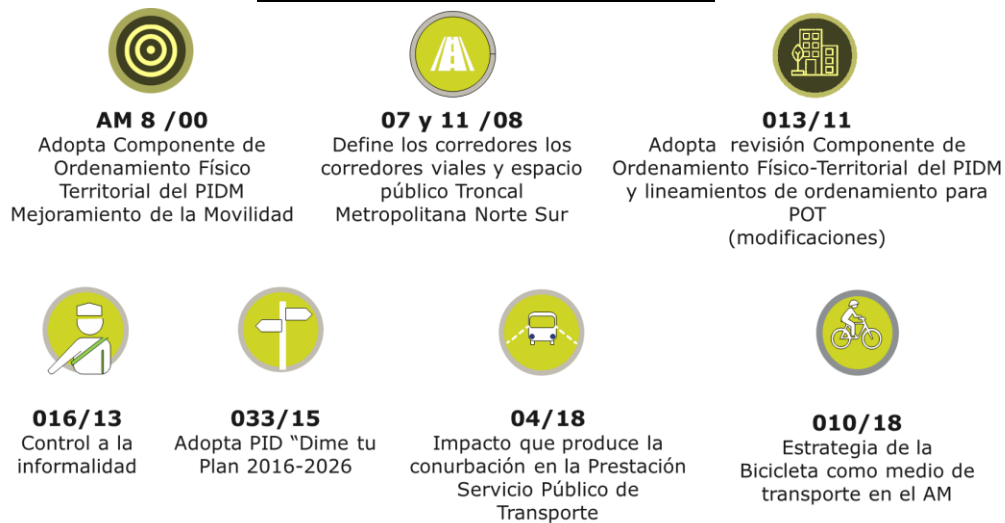 AM 8 /00
Adopta Componente de
Ordenamiento Físico
Territorial del PIDM
Mejoramiento de la Movilidad
07 y 11 /08
Define los corredores los
corredores viales y espacio
público Troncal
Metropolitana Norte Sur
013/11
Adopta revisión Componente de
Ordenamiento Físico-Territorial del PIDM
y lineamientos de ordenamiento para
POT
(modificaciones)
016/13
Control a la
informalidad
033/15
Adopta PID "Dime tu
Plan 2016-2026
04/18
Impacto que produce la
conurbación en la Prestación
Servicio Público de
Transporte
010/18
Estrategia de la
Bicicleta como medio de
transporte en el AM